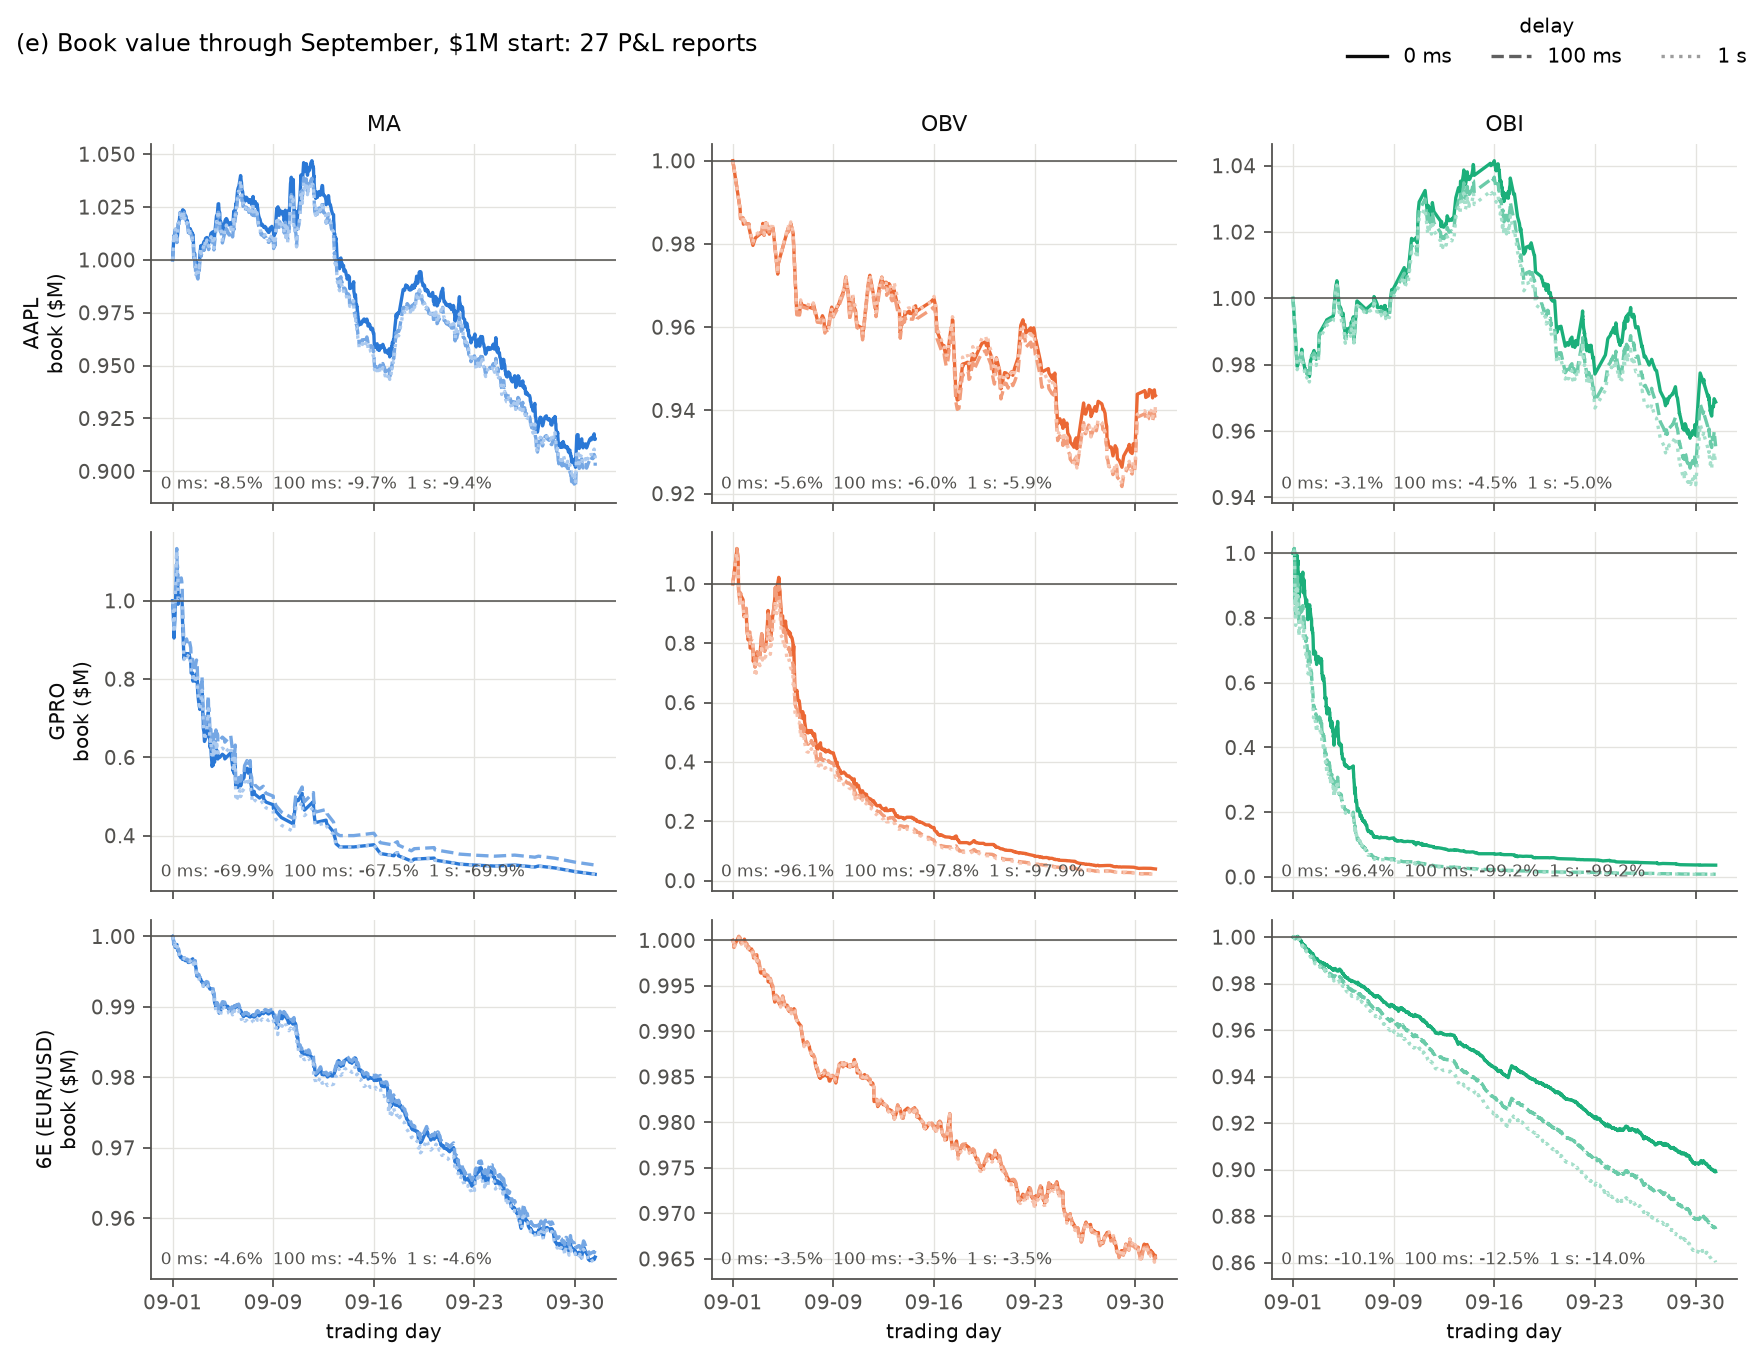 (e) Book value through September, $1M start: 27 P&L reports
delay
0 ms 100 ms 1 s
MA
OBV
OBI
AAPL
book ($M)
1.050
1.025
1.000
0.975
0.950
0.925
0.900
0 ms: -8.5% 100 ms: -9.7% 1 s: -9.4%
1.00
0.98
0.96
0.94
0.92
0 ms: -5.6% 100 ms: -6.0% 1 s: -5.9%
1.04
1.02
1.00
0.98
0.96
0.94
0 ms: -3.1% 100 ms: -4.5% 1 s: -5.0%
GPRO
book ($M)
1.0
0.8
0.6
0.4
0 ms: -69.9% 100 ms: -67.5% 1 s: -69.9%
1.0
0.8
0.6
0.4
0.2
0.0
0 ms: -96.1% 100 ms: -97.8% 1 s: -97.9%
1.0
0.8
0.6
0.4
0.2
0.0
0 ms: -96.4% 100 ms: -99.2% 1 s: -99.2%
6E (EUR/USD)
book ($M)
1.00
0.99
0.98
0.97
0.96
0 ms: -4.6% 100 ms: -4.5% 1 s: -4.6%
09-01 09-09 09-16 09-23 09-30
trading day
1.000
0.995
0.990
0.985
0.980
0.975
0.970
0.965
0 ms: -3.5% 100 ms: -3.5% 1 s: -3.5%
09-01 09-09 09-16 09-23 09-30
trading day
1.00
0.98
0.96
0.94
0.92
0.90
0.88
0.86
0 ms: -10.1% 100 ms: -12.5% 1 s: -14.0%
09-01 09-09 09-16 09-23 09-30
trading day